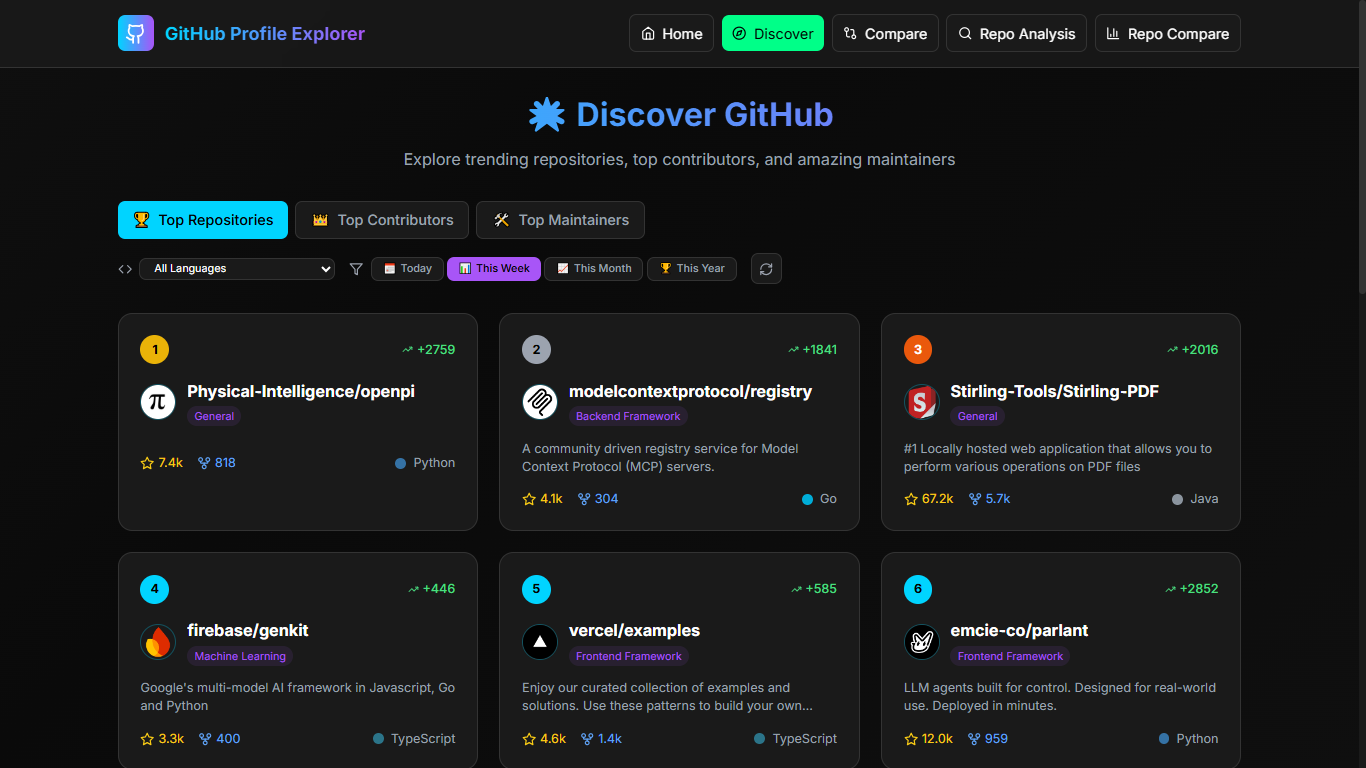 GitHub Profile Explorer
Home
Discover
Compare
Repo Analysis
Repo Compare
Discover GitHub
Explore trending repositories, top contributors, and amazing maintainers
Top Repositories
Top Contributors
Top Maintainers
All Languages
Today
This Week
This Month
This Year
1
+2759
Physical-Intelligence/openpi
General
7.4k
818
Python
2
+1841
modelcontextprotocol/registry
Backend Framework
A community driven registry service for Model
Context Protocol (MCP) servers.
4.1k
304
Go
3
+2016
Stirling-Tools/Stirling-PDF
General
#1 Locally hosted web application that allows you to
perform various operations on PDF files
67.2k
5.7k
Java
4
+446
firebase/genkit
Machine Learning
Google's multi-model AI framework in Javascript, Go
and Python
3.3k
400
TypeScript
5
+585
vercel/examples
Frontend Framework
Enjoy our curated collection of examples and
solutions. Use these patterns to build your own...
4.6k
1.4k
TypeScript
6
+2852
emcie-co/parlant
Frontend Framework
LLM agents built for control. Designed for real-world
use. Deployed in minutes.
12.0k
959
Python